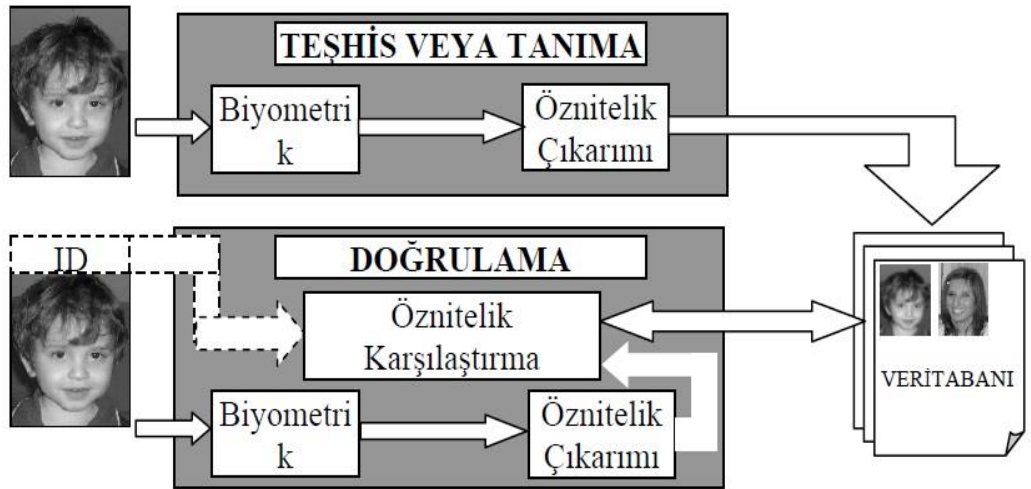 TEŞHİS VEYA TANIMA
Biyometri
k
Öznitelik
Çıkarımı
ID
DOĞRULAMA
Öznitelik
Karşılaştırma
Biyometri
k
Öznitelik
Çıkarımı
VERİTABANI